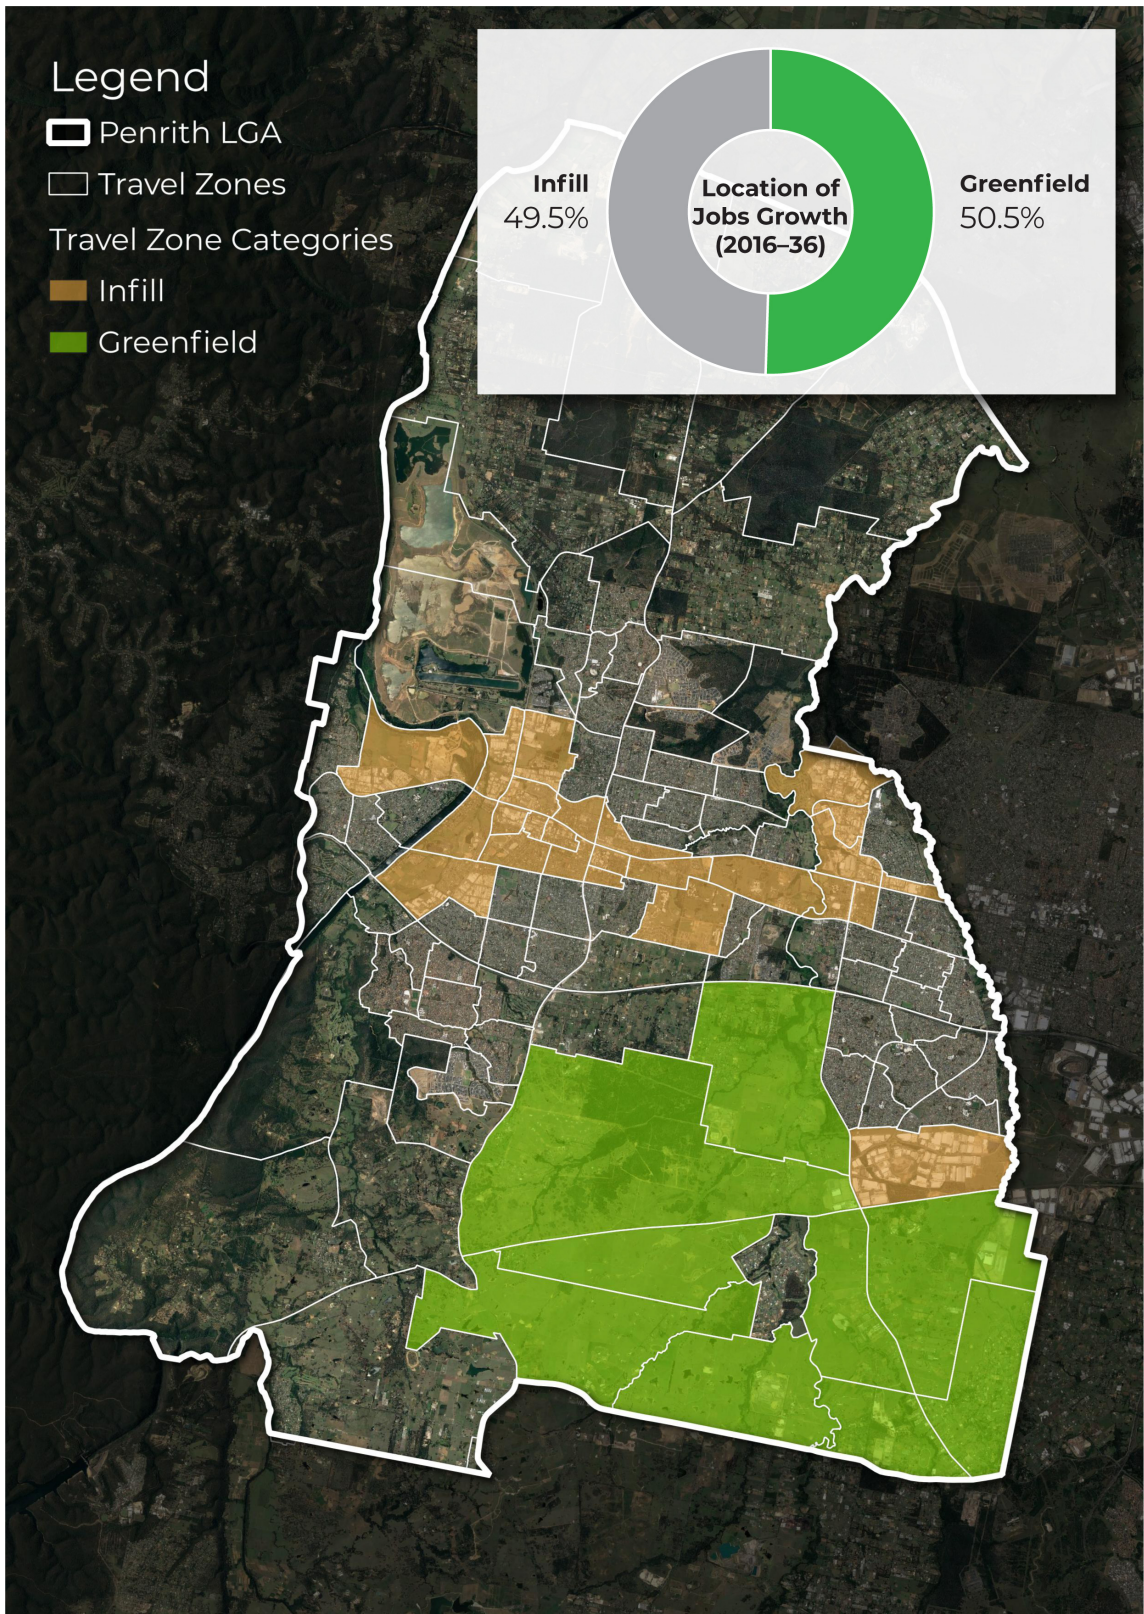 Legend
Penrith LGA
Travel Zones
Travel Zone Categories
Infill
Greenfield
Infill
49.5%
Location of
Jobs Growth
(2016–36)
Greenfield
50.5%